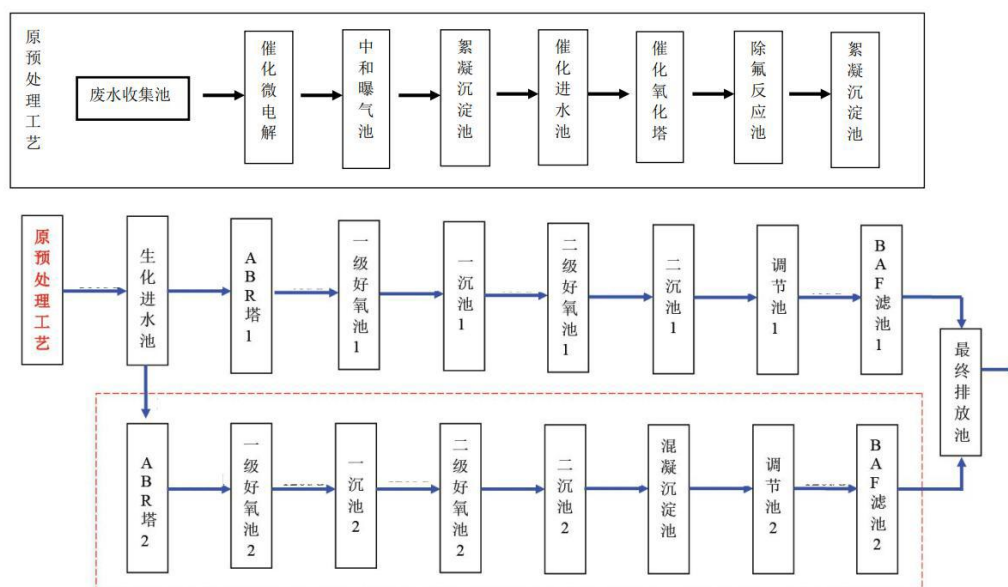 原预处理工艺
废水收集池
催化微电解
中和曝气池
絮凝沉淀池
催化进水池
催化氧化塔
除氟反应池
絮凝沉淀池
原预处理工艺
生化进水池
ABR塔1
一级好氧池1
一沉池1
二级好氧池1
二沉池1
调节池1
BAF滤池1
最终排放池
ABR塔2
一级好氧池2
一沉池2
二级好氧池2
二沉池2
混凝沉淀池
调节池2
BAF滤池2